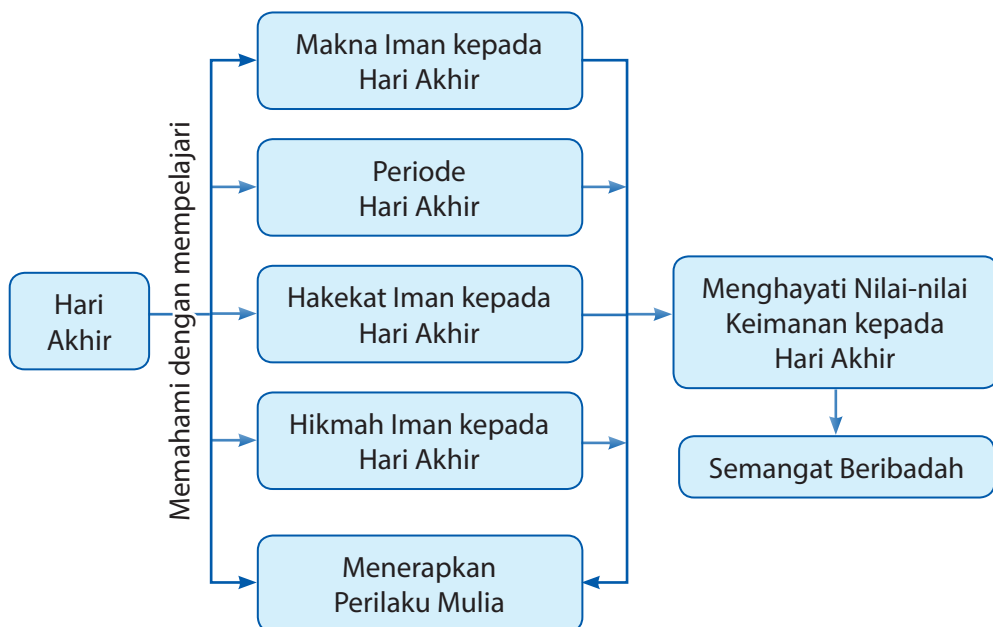 Hari
Akhir
Memahami dengan mempelajari
Makna Iman kepada
Hari Akhir
Periode
Hari Akhir
Hakekat Iman kepada
Hari Akhir
Hikmah Iman kepada
Hari Akhir
Menerapkan
Perilaku Mulia
Menghayati Nilai-nilai
Keimanan kepada
Hari Akhir
Semangat Beribadah